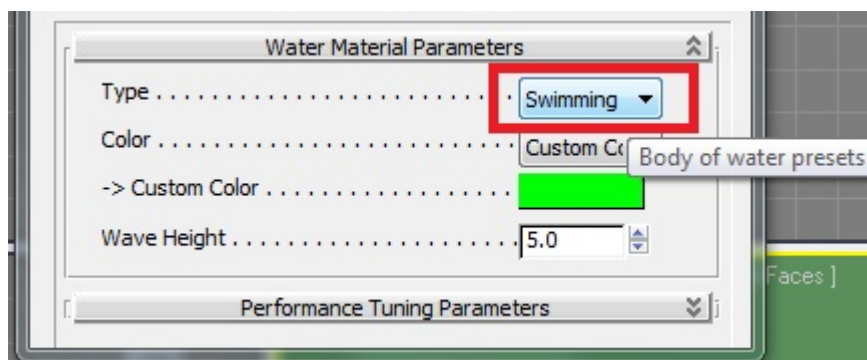 Water Material Parameters
Type . . . . . . . . . . . . . . . . . . . . . . . . . . Swimming
Color . . . . . . . . . . . . . . . . . . . . . . . . . . Custom Co
Body of water presets
-> Custom Color . . . . . . . . . . . . . . . . . .
Wave Height . . . . . . . . . . . . . . . . . . . . . 5.0
Faces ]
Performance Tuning Parameters